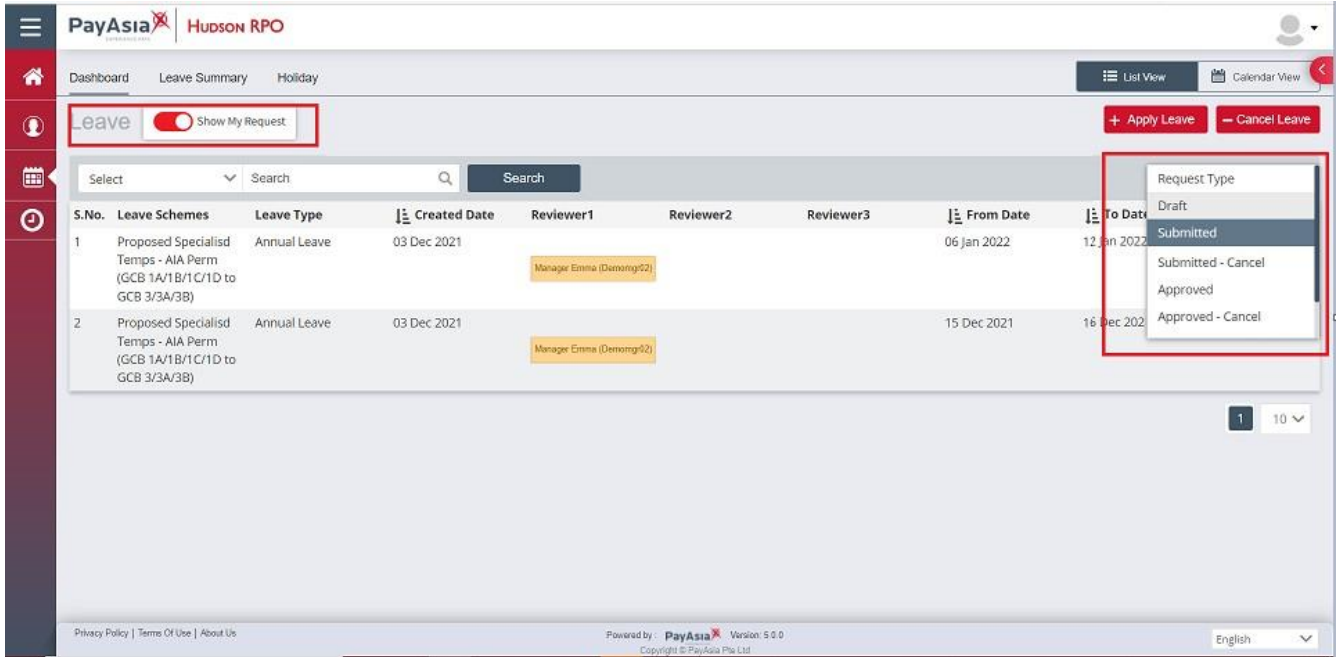 PayAsia HUDSON RPO
Dashboard Leave Summary Holiday List View Calendar View
Leave Show My Request + Apply Leave − Cancel Leave
Select Search Search Request Type
Draft
S.No. Leave Schemes Leave Type Created Date Reviewer1 Reviewer2 Reviewer3 From Date To Date
Submitted
1 Proposed Specialisd Annual Leave 03 Dec 2021 06 Jan 2022 12 Jan 2022
Temps - AIA Perm Manager Emma (Demomgr02) Submitted - Cancel
(GCB 1A/1B/1C/1D to
GCB 3/3A/3B) Approved
2 Proposed Specialisd Annual Leave 03 Dec 2021 15 Dec 2021 16 Dec 202 Approved - Cancel
Temps - AIA Perm Manager Emma (Demomgr02)
(GCB 1A/1B/1C/1D to
GCB 3/3A/3B)
1 10
Privacy Policy | Terms Of Use | About Us Powered by : PayAsia Version: 5.0.0 English
Copyright © PayAsia Pte Ltd